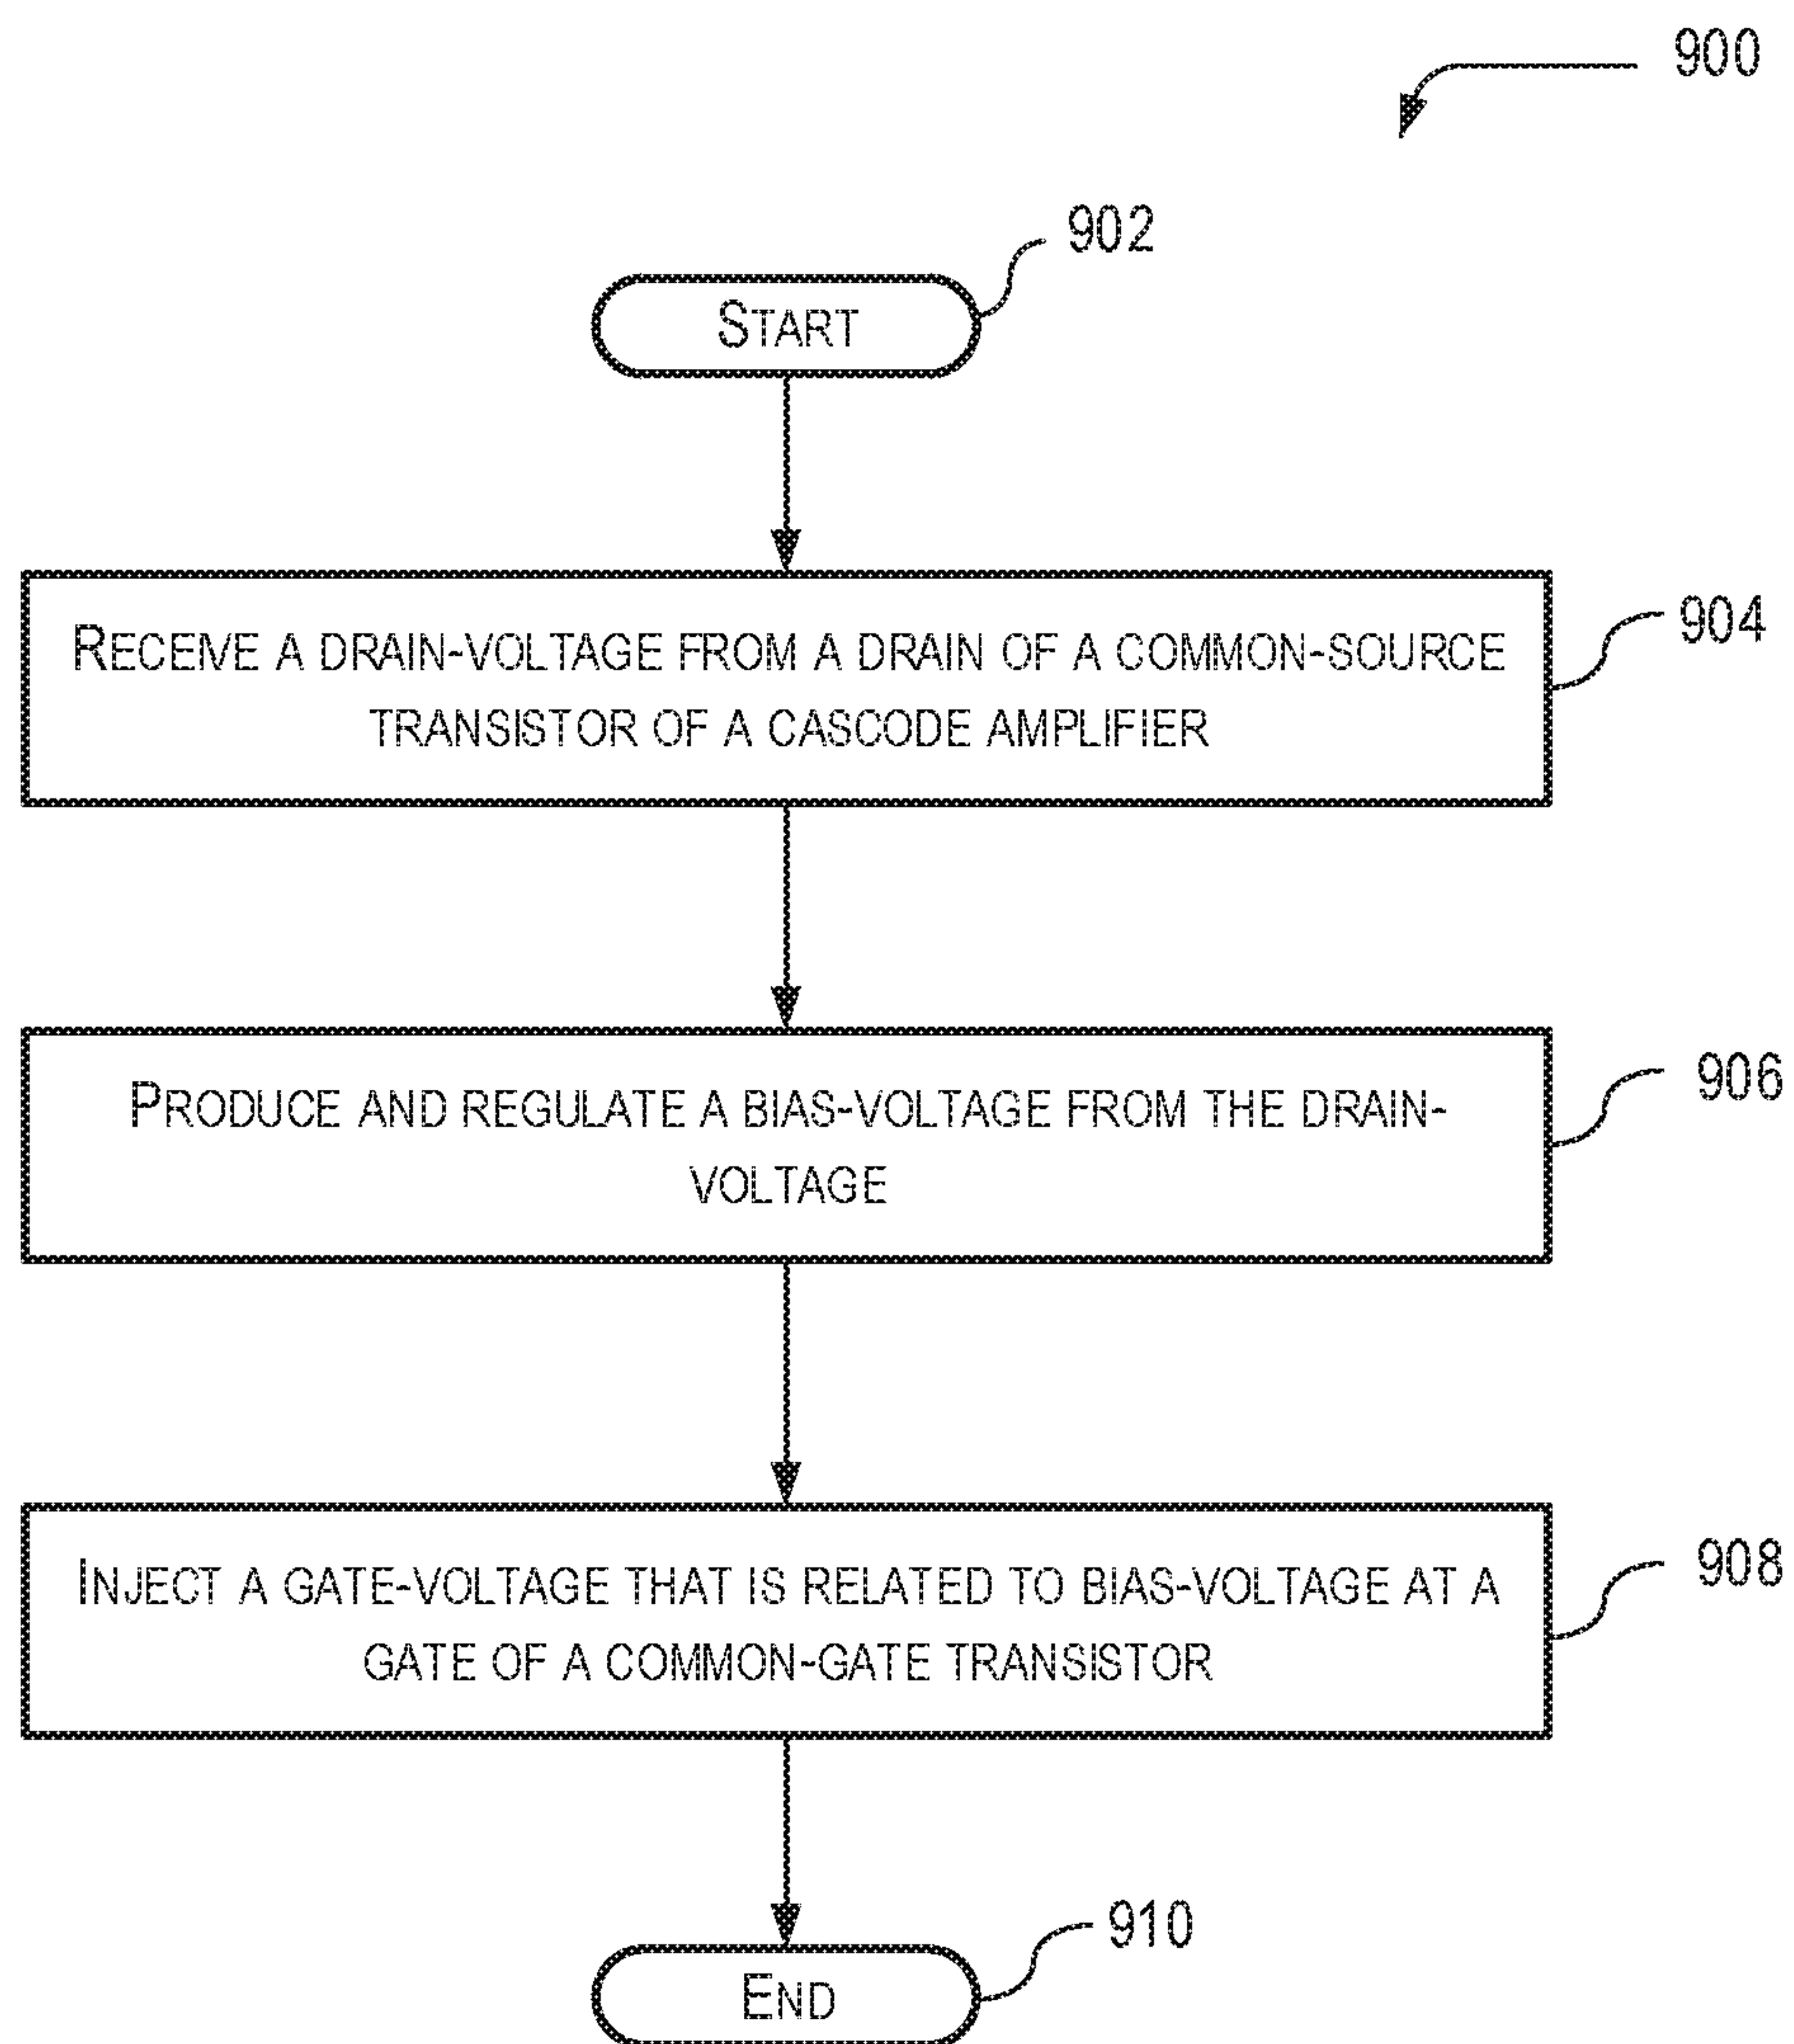 900
902
START
904
RECEIVE A DRAIN-VOLTAGE FROM A DRAIN OF A COMMON-SOURCE
TRANSISTOR OF A CASCODE AMPLIFIER
906
PRODUCE AND REGULATE A BIAS-VOLTAGE FROM THE DRAIN-
VOLTAGE
908
INJECT A GATE-VOLTAGE THAT IS RELATED TO BIAS-VOLTAGE AT A
GATE OF A COMMON-GATE TRANSISTOR
910
END